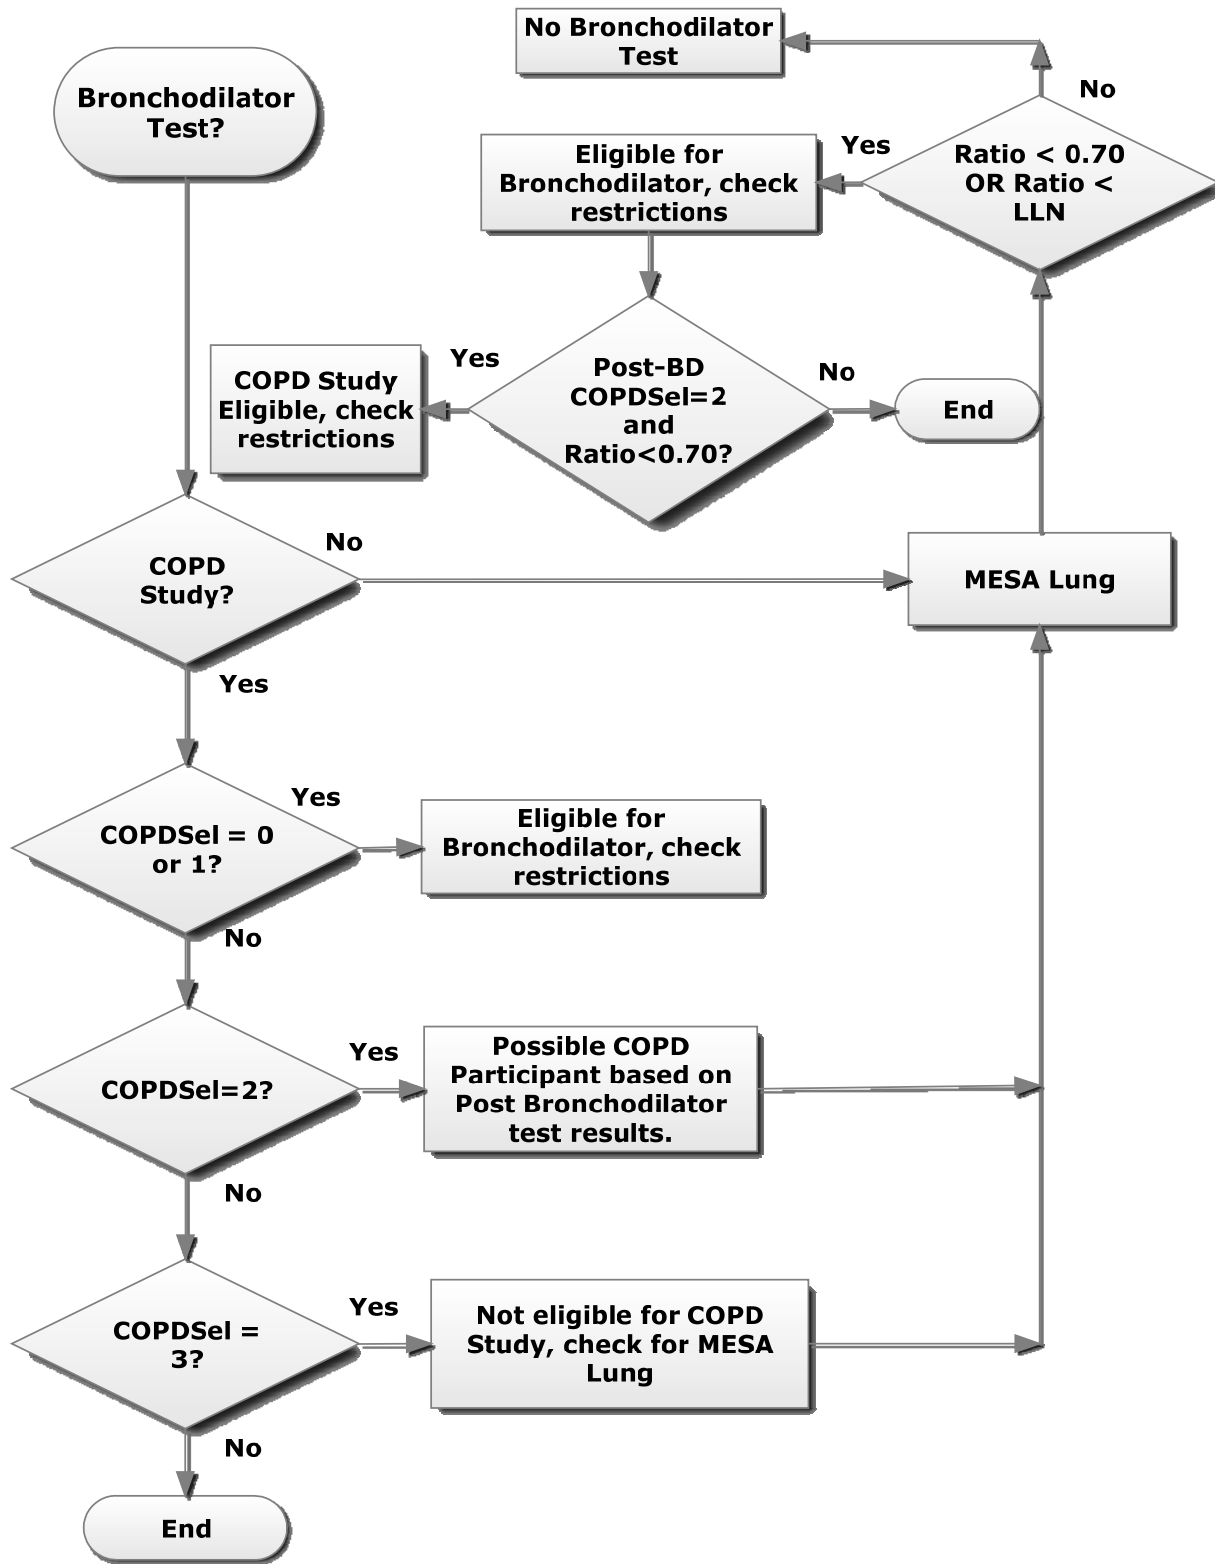 No Bronchodilator
Test
Bronchodilator
Test?
No
Yes
Ratio < 0.70
OR Ratio <
LLN
Eligible for
Bronchodilator, check
restrictions
Yes
COPD Study
Eligible, check
restrictions
Post-BD
COPDSel=2
and
Ratio<0.70?
No
End
COPD
Study?
No
MESA Lung
Yes
COPDSel = 0
or 1?
Yes
Eligible for
Bronchodilator, check
restrictions
No
COPDSel=2?
Yes
Possible COPD
Participant based on
Post Bronchodilator
test results.
No
COPDSel =
3?
Yes
Not eligible for COPD
Study, check for MESA
Lung
No
End